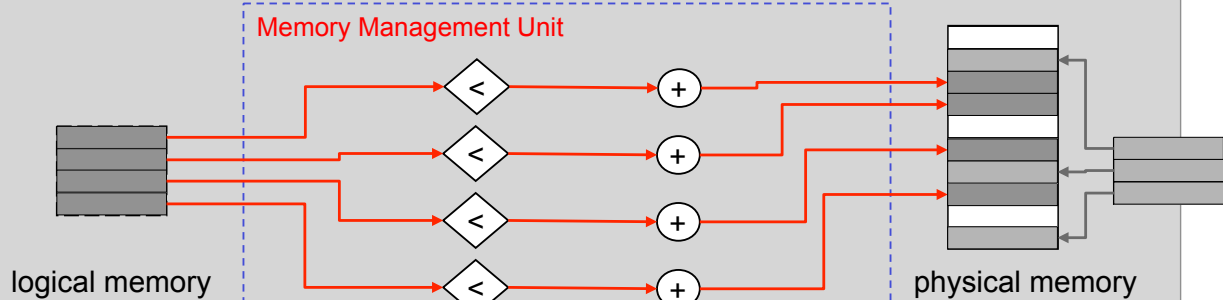 Memory Management Unit
< +
< +
< +
< +
logical memory
physical memory